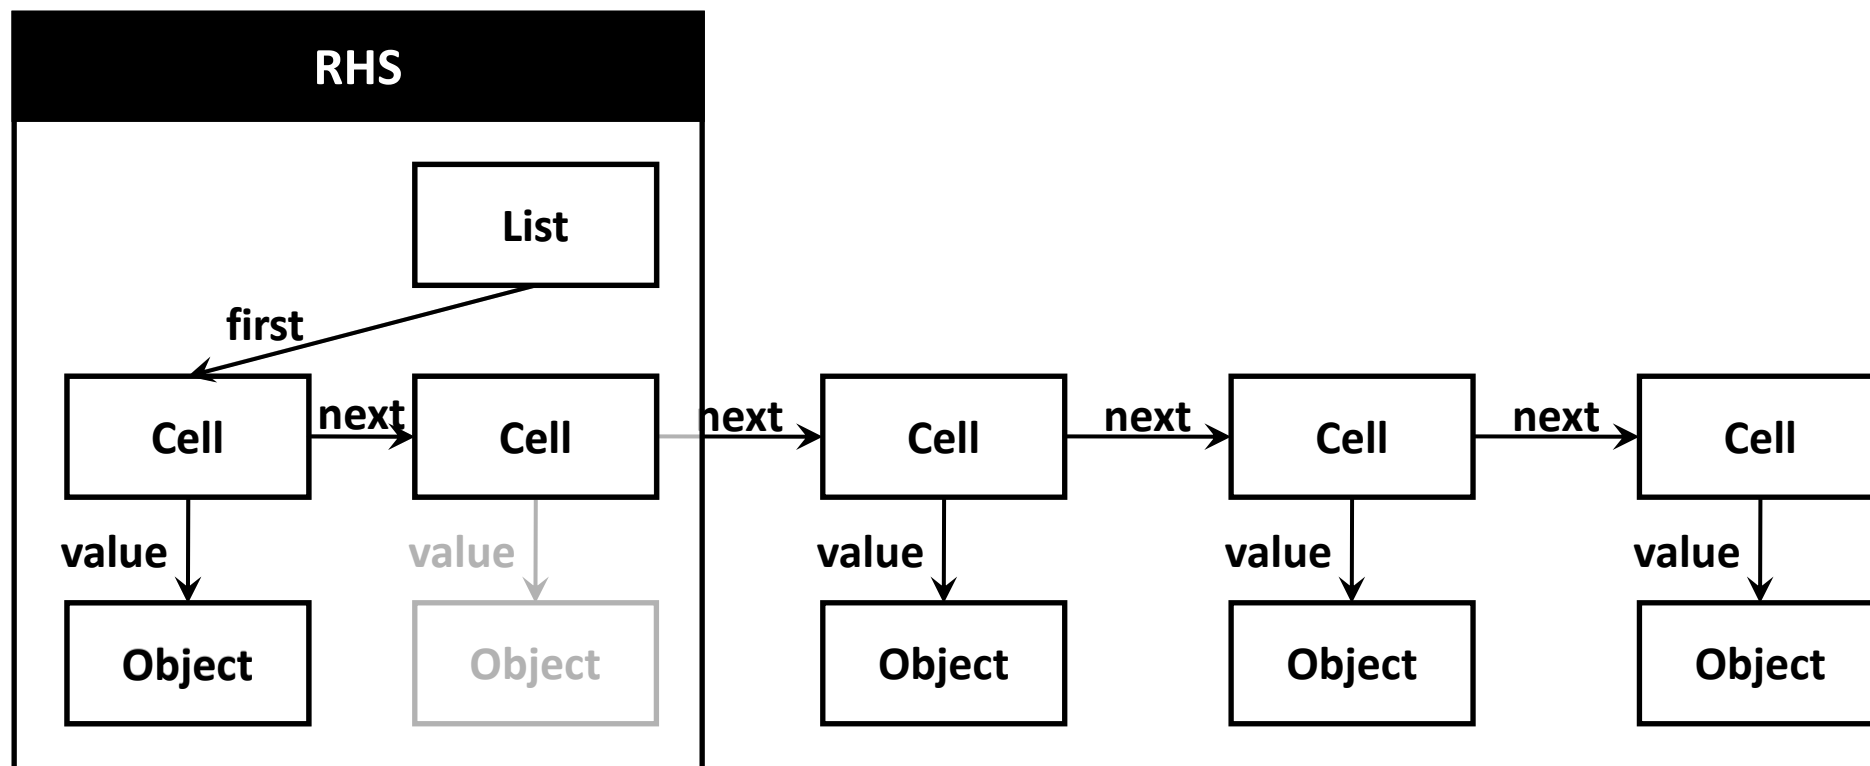 RHS
List
first
next next next next
Cell Cell Cell Cell Cell
value value value value value
Object Object Object Object Object